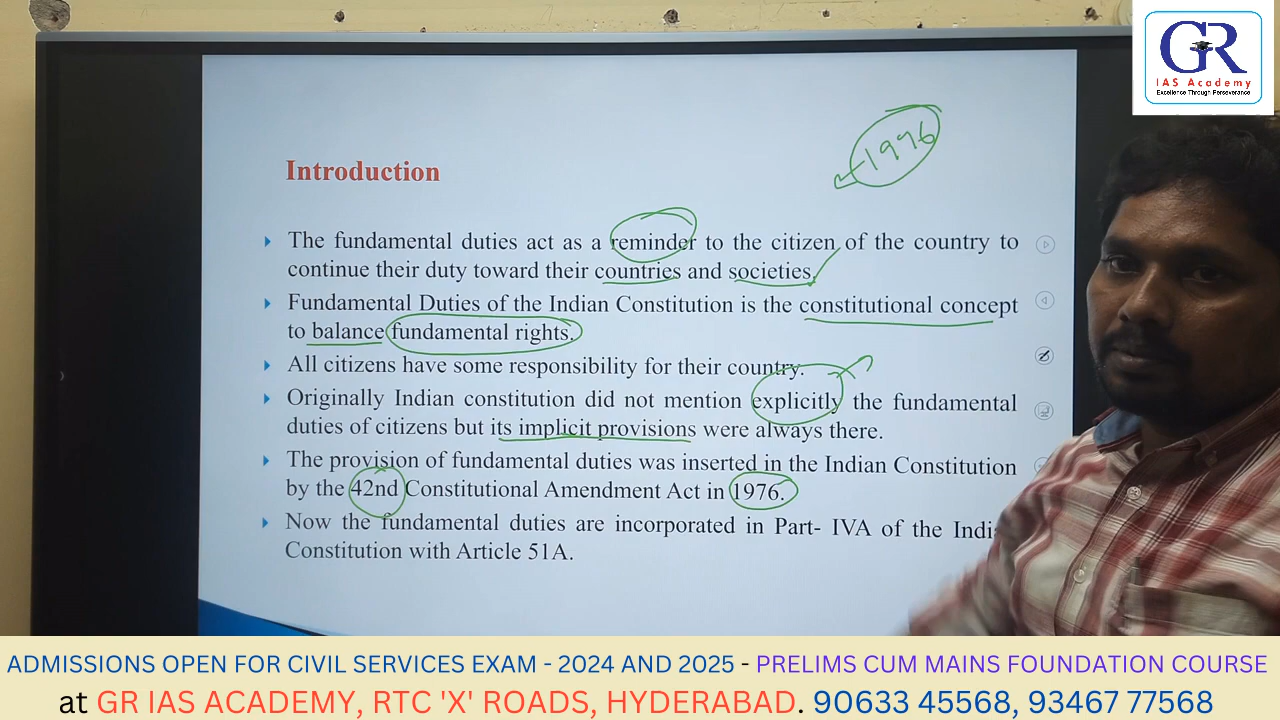 GR
IAS Academy
Excellence Through Perseverance
1996
Introduction
The fundamental duties act as a reminder to the citizen of the country to
continue their duty toward their countries and societies.
Fundamental Duties of the Indian Constitution is the constitutional concept
to balance fundamental rights.
All citizens have some responsibility for their country.
Originally Indian constitution did not mention explicitly the fundamental
duties of citizens but its implicit provisions were always there.
The provision of fundamental duties was inserted in the Indian Constitution
by the 42nd Constitutional Amendment Act in 1976.
Now the fundamental duties are incorporated in Part- IVA of the Indi
Constitution with Article 51A.
ADMISSIONS OPEN FOR CIVIL SERVICES EXAM - 2024 AND 2025 - PRELIMS CUM MAINS FOUNDATION COURSE
at GR IAS ACADEMY, RTC 'X' ROADS, HYDERABAD. 90633 45568, 93467 77568